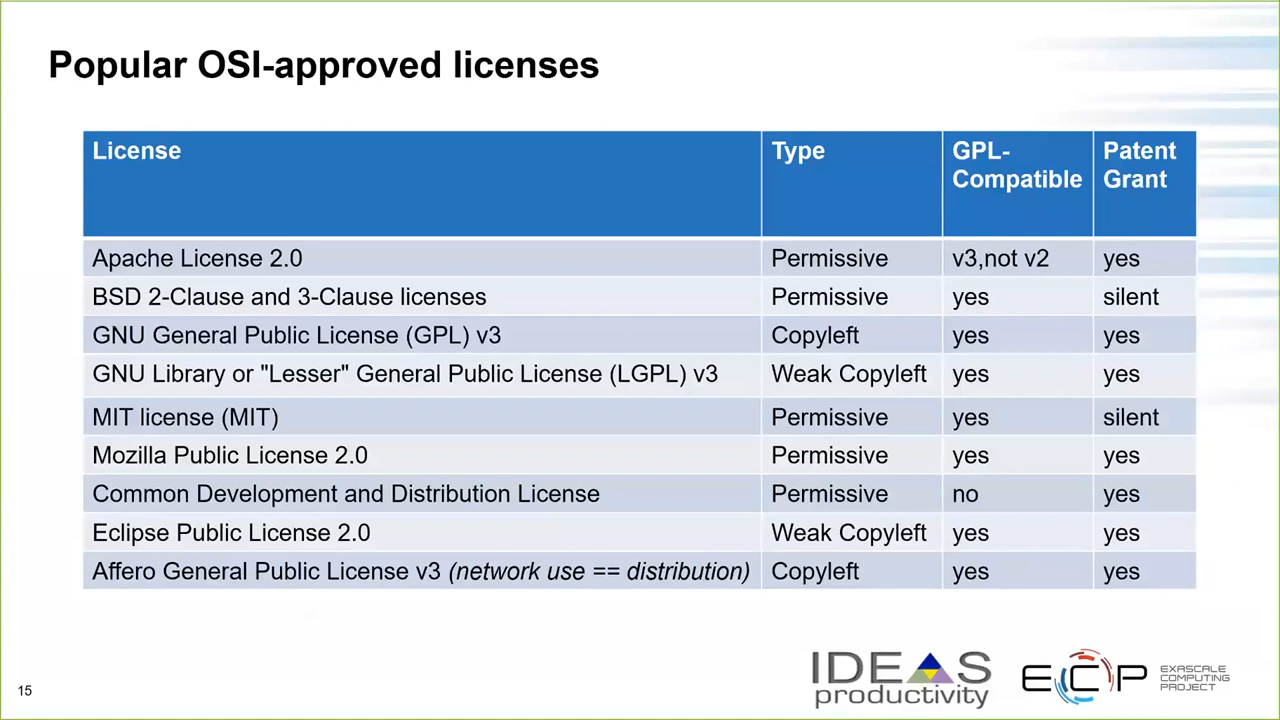 Popular OSI-approved licenses
License Type GPL-Compatible Patent Grant
Apache License 2.0 Permissive v3,not v2 yes
BSD 2-Clause and 3-Clause licenses Permissive yes silent
GNU General Public License (GPL) v3 Copyleft yes yes
GNU Library or "Lesser" General Public License (LGPL) v3 Weak Copyleft yes yes
MIT license (MIT) Permissive yes silent
Mozilla Public License 2.0 Permissive yes yes
Common Development and Distribution License Permissive no yes
Eclipse Public License 2.0 Weak Copyleft yes yes
Affero General Public License v3 (network use == distribution) Copyleft yes yes
15
IDEAS
productivity
ECP
EXASCALE
COMPUTING
PROJECT